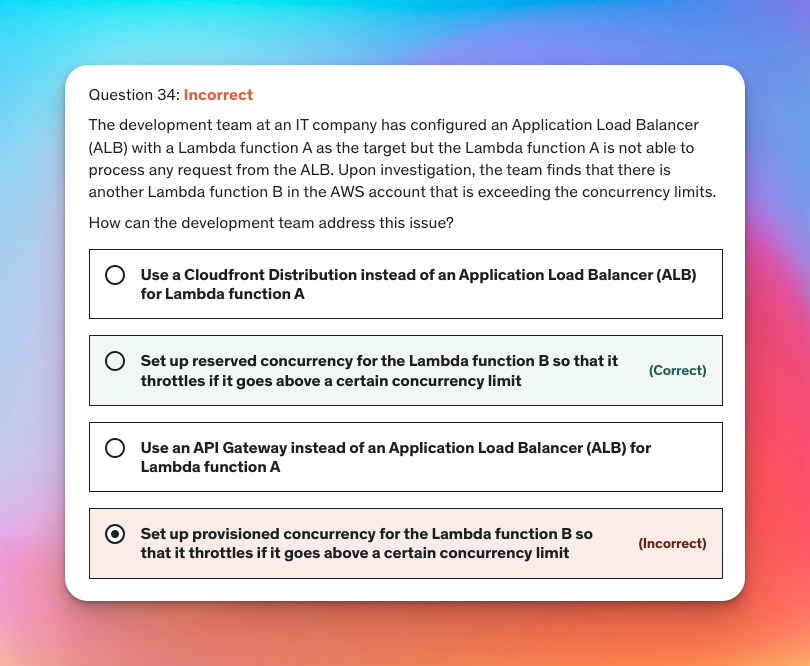 Question 34: Incorrect
The development team at an IT company has configured an Application Load Balancer
(ALB) with a Lambda function A as the target but the Lambda function A is not able to
process any request from the ALB. Upon investigation, the team finds that there is
another Lambda function B in the AWS account that is exceeding the concurrency limits.
How can the development team address this issue?
Use a Cloudfront Distribution instead of an Application Load Balancer (ALB)
for Lambda function A
Set up reserved concurrency for the Lambda function B so that it
throttles if it goes above a certain concurrency limit
(Correct)
Use an API Gateway instead of an Application Load Balancer (ALB) for
Lambda function A
Set up provisioned concurrency for the Lambda function B so
that it throttles if it goes above a certain concurrency limit
(Incorrect)